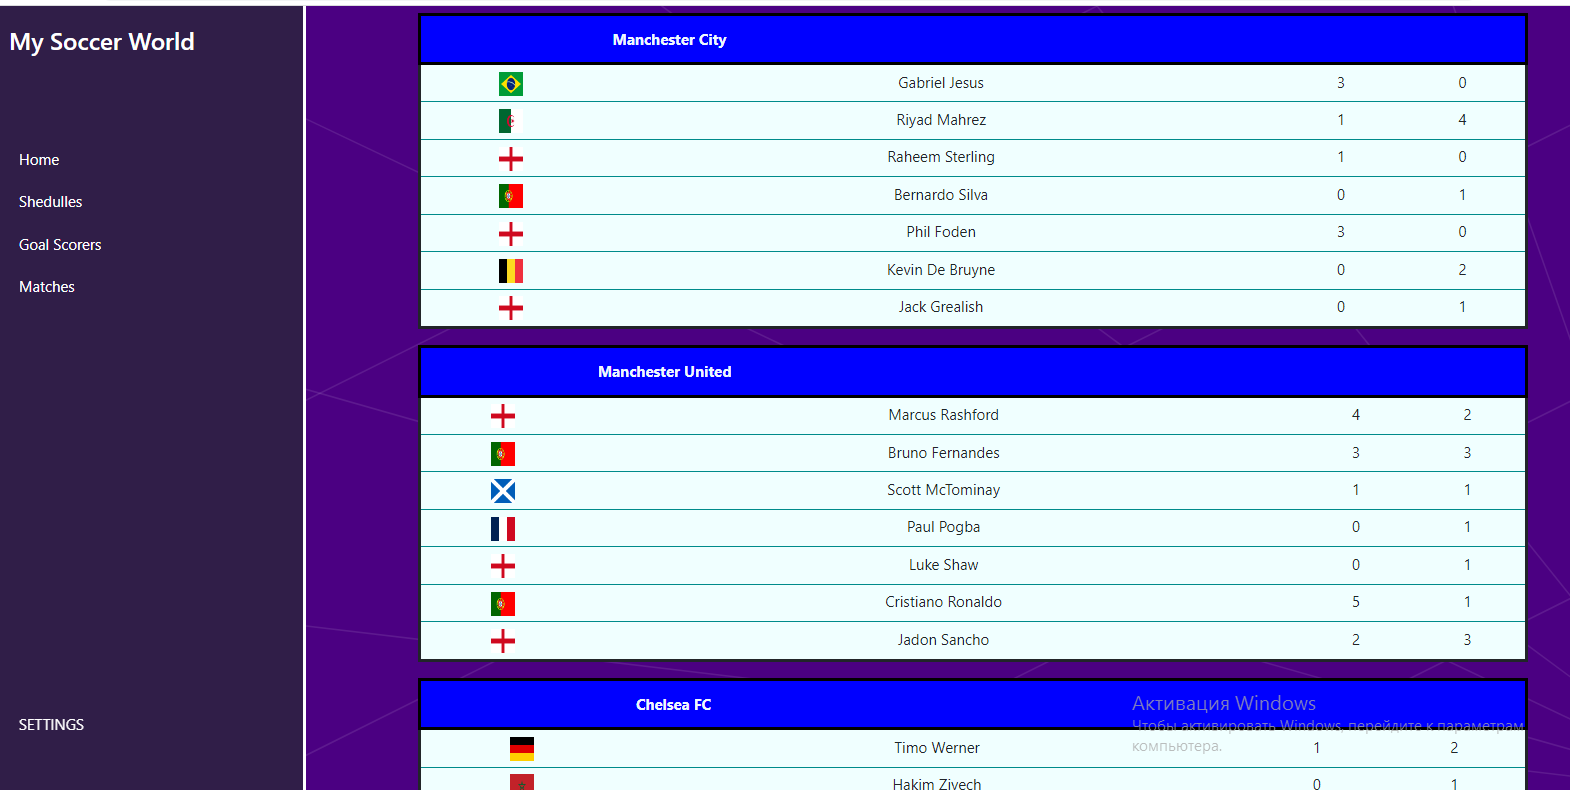 My Soccer World
Home
Shedulles
Goal Scorers
Matches
SETTINGS
Manchester City
Gabriel Jesus 3 0
Riyad Mahrez 1 4
Raheem Sterling 1 0
Bernardo Silva 0 1
Phil Foden 3 0
Kevin De Bruyne 0 2
Jack Grealish 0 1
Manchester United
Marcus Rashford 4 2
Bruno Fernandes 3 3
Scott McTominay 1 1
Paul Pogba 0 1
Luke Shaw 0 1
Cristiano Ronaldo 5 1
Jadon Sancho 2 3
Chelsea FC
Timo Werner 1 2
Hakim Ziyech 0 1
Активация Windows
Чтобы активировать Windows, перейдите к параметрам
компьютера.